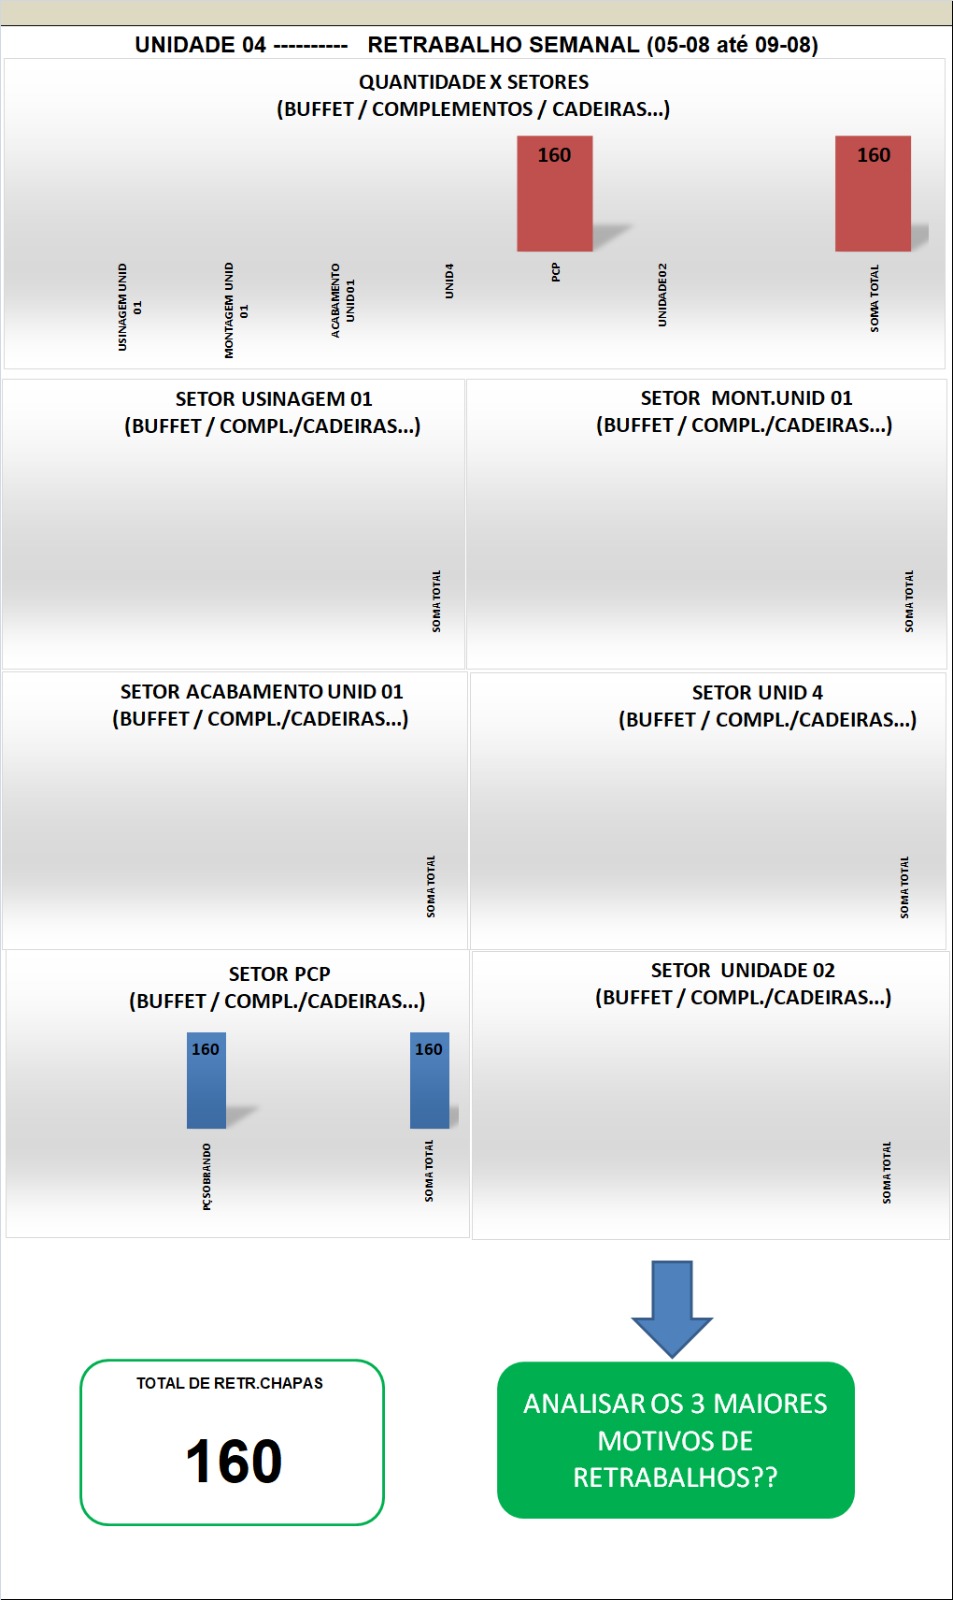 UNIDADE 04 ---------- RETRABALHO SEMANAL (05-08 até 09-08)
QUANTIDADE X SETORES
(BUFFET / COMPLEMENTOS / CADEIRAS...)
160
160
USINAGEM UNID
01
MONTAGEM UNID
01
ACABAMENTO
UNID01
UNID4
PCP
UNIDADE02
SOMA TOTAL
SETOR USINAGEM 01
(BUFFET / COMPL./CADEIRAS...)
SOMA TOTAL
SETOR MONT.UNID 01
(BUFFET / COMPL./CADEIRAS...)
SOMA TOTAL
SETOR ACABAMENTO UNID 01
(BUFFET / COMPL./CADEIRAS...)
SOMA TOTAL
SETOR UNID 4
(BUFFET / COMPL./CADEIRAS...)
SOMA TOTAL
SETOR PCP
(BUFFET / COMPL./CADEIRAS...)
160
160
PÇ SOBRANDO
SOMA TOTAL
SETOR UNIDADE 02
(BUFFET / COMPL./CADEIRAS...)
SOMA TOTAL
TOTAL DE RETR.CHAPAS
160
ANALISAR OS 3 MAIORES
MOTIVOS DE
RETRABALHOS??